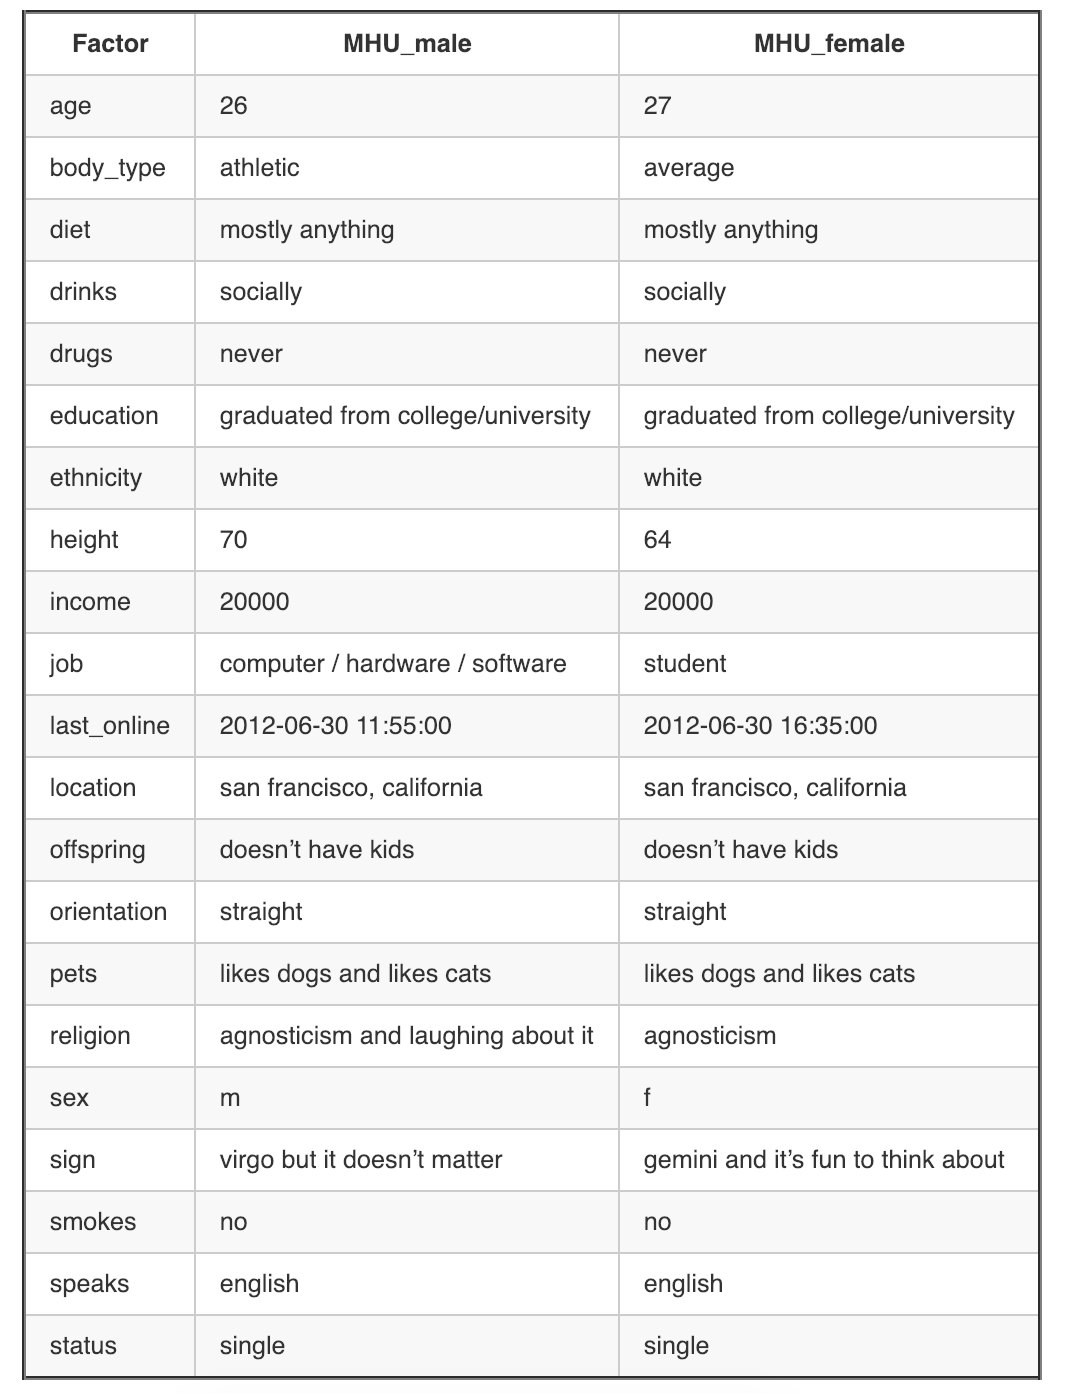 Factor MHU_male MHU_female
age 26 27
body_type athletic average
diet mostly anything mostly anything
drinks socially socially
drugs never never
education graduated from college/university graduated from college/university
ethnicity white white
height 70 64
income 20000 20000
job computer / hardware / software student
last_online 2012-06-30 11:55:00 2012-06-30 16:35:00
location san francisco, california san francisco, california
offspring doesn’t have kids doesn’t have kids
orientation straight straight
pets likes dogs and likes cats likes dogs and likes cats
religion agnosticism and laughing about it agnosticism
sex m f
sign virgo but it doesn’t matter gemini and it’s fun to think about
smokes no no
speaks english english
status single single